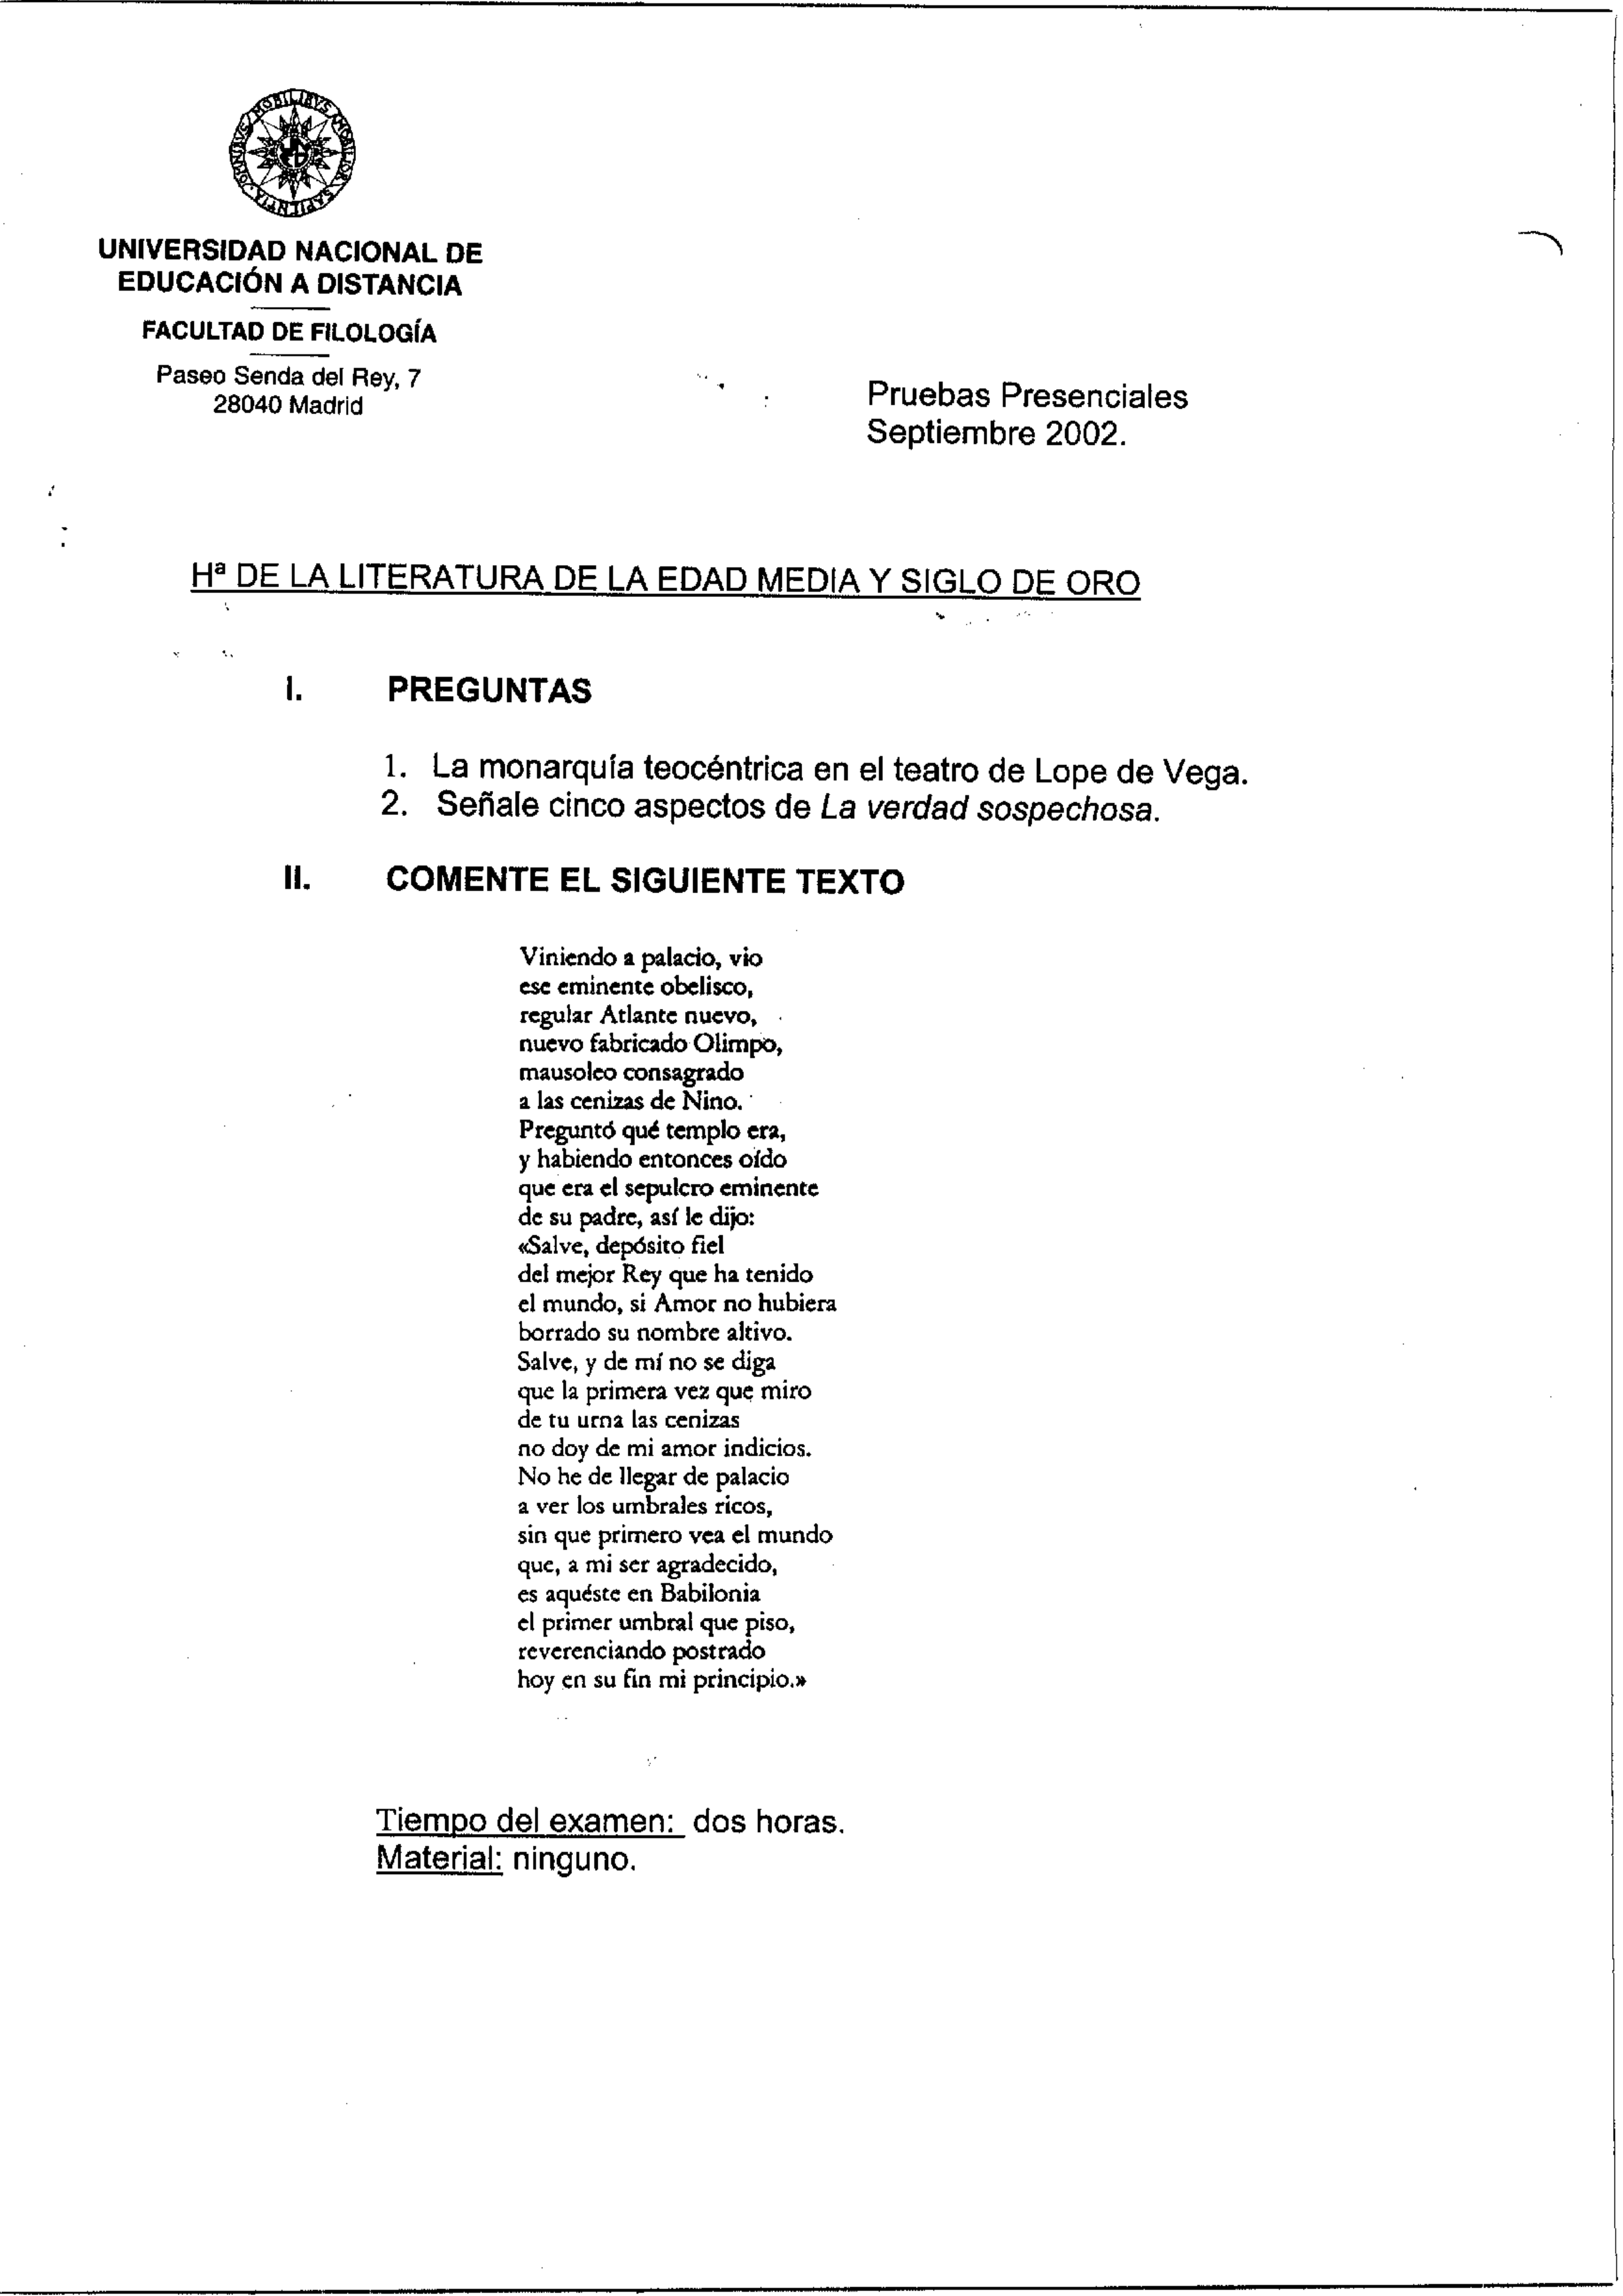 OMNIBVS MOBILIBVS MOBILIOR SAPIENTIA
UNIVERSIDAD NACIONAL DE
EDUCACIÓN A DISTANCIA
FACULTAD DE FILOLOGÍA
Paseo Senda del Rey, 7
28040 Madrid
Pruebas Presenciales
Septiembre 2002.
Hª DE LA LITERATURA DE LA EDAD MEDIA Y SIGLO DE ORO
I. PREGUNTAS
1. La monarquía teocéntrica en el teatro de Lope de Vega.
2. Señale cinco aspectos de La verdad sospechosa.
II. COMENTE EL SIGUIENTE TEXTO
Viniendo a palacio, vio
ese eminente obelisco,
regular Atlante nuevo,
nuevo fabricado Olimpo,
mausoleo consagrado
a las cenizas de Nino.
Preguntó qué templo era,
y habiendo entonces oído
que era el sepulcro eminente
de su padre, así le dijo:
«Salve, depósito fiel
del mejor Rey que ha tenido
el mundo, si Amor no hubiera
borrado su nombre altivo.
Salve, y de mí no se diga
que la primera vez que miro
de tu urna las cenizas
no doy de mi amor indicios.
No he de llegar de palacio
a ver los umbrales ricos,
sin que primero vea el mundo
que, a mi ser agradecido,
es aquéste en Babilonia
el primer umbral que piso,
reverenciando postrado
hoy en su fin mi principio.»
Tiempo del examen: dos horas.
Material: ninguno.